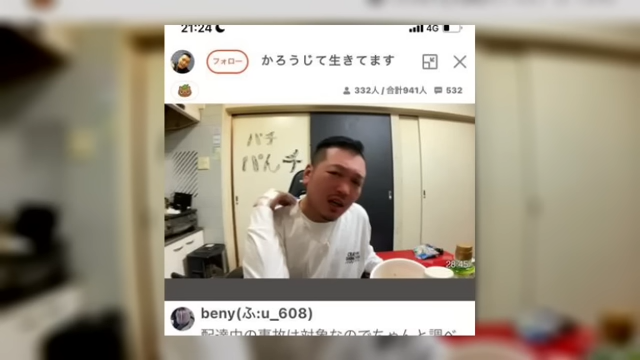 21:24
4G
フォロー
かろうじて生きてます
332人 / 合計941人
532
パチ
パンチ
28:45
beny(ふ:u_608)
配達中の事故は対象なのでちゃんと調べ